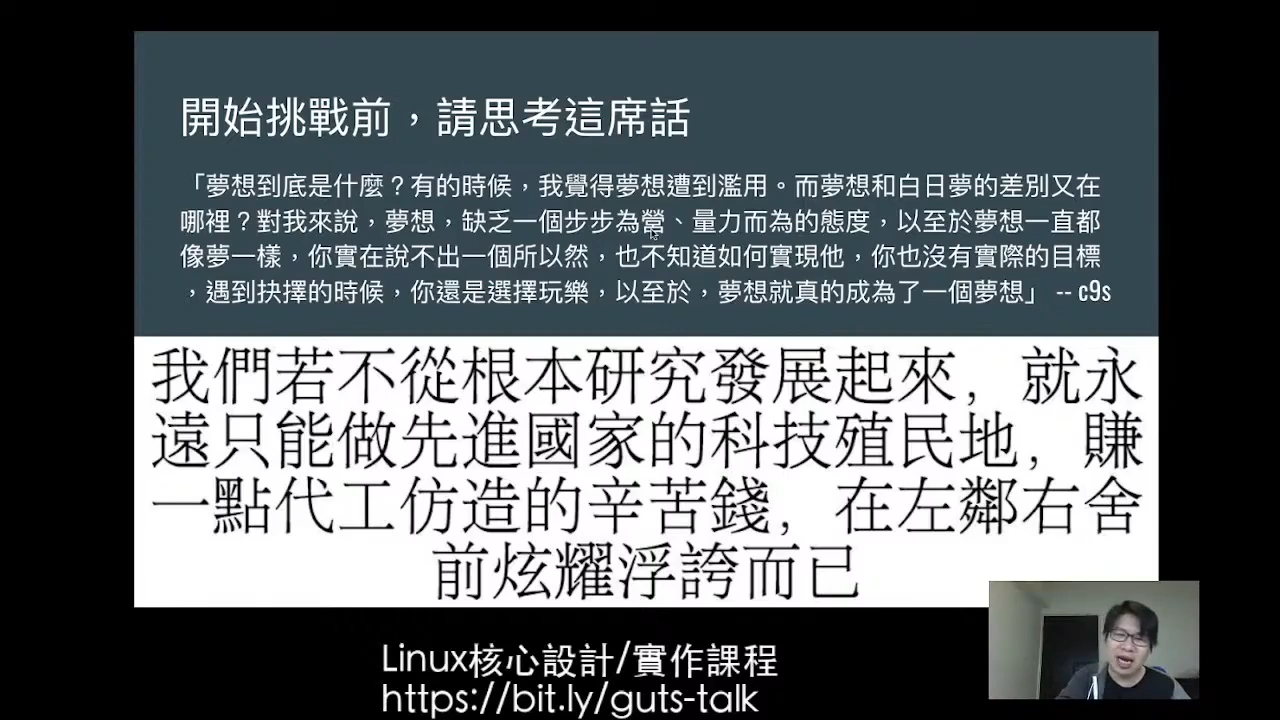 開始挑戰前，請思考這席話
「夢想到底是什麼？有的時候，我覺得夢想遭到濫用。而夢想和白日夢的差別又在
哪裡？對我來說，夢想，缺乏一個步步為營、量力而為的態度，以至於夢想一直都
像夢一樣，你實在說不出一個所以然，也不知道如何實現他，你也沒有實際的目標
，遇到抉擇的時候，你還是選擇玩樂，以至於，夢想就真的成為了一個夢想」 -- c9s
我們若不從根本研究發展起來，就永
遠只能做先進國家的科技殖民地，賺
一點代工仿造的辛苦錢，在左鄰右舍
前炫耀浮誇而已
Linux核心設計/實作課程
https://bit.ly/guts-talk